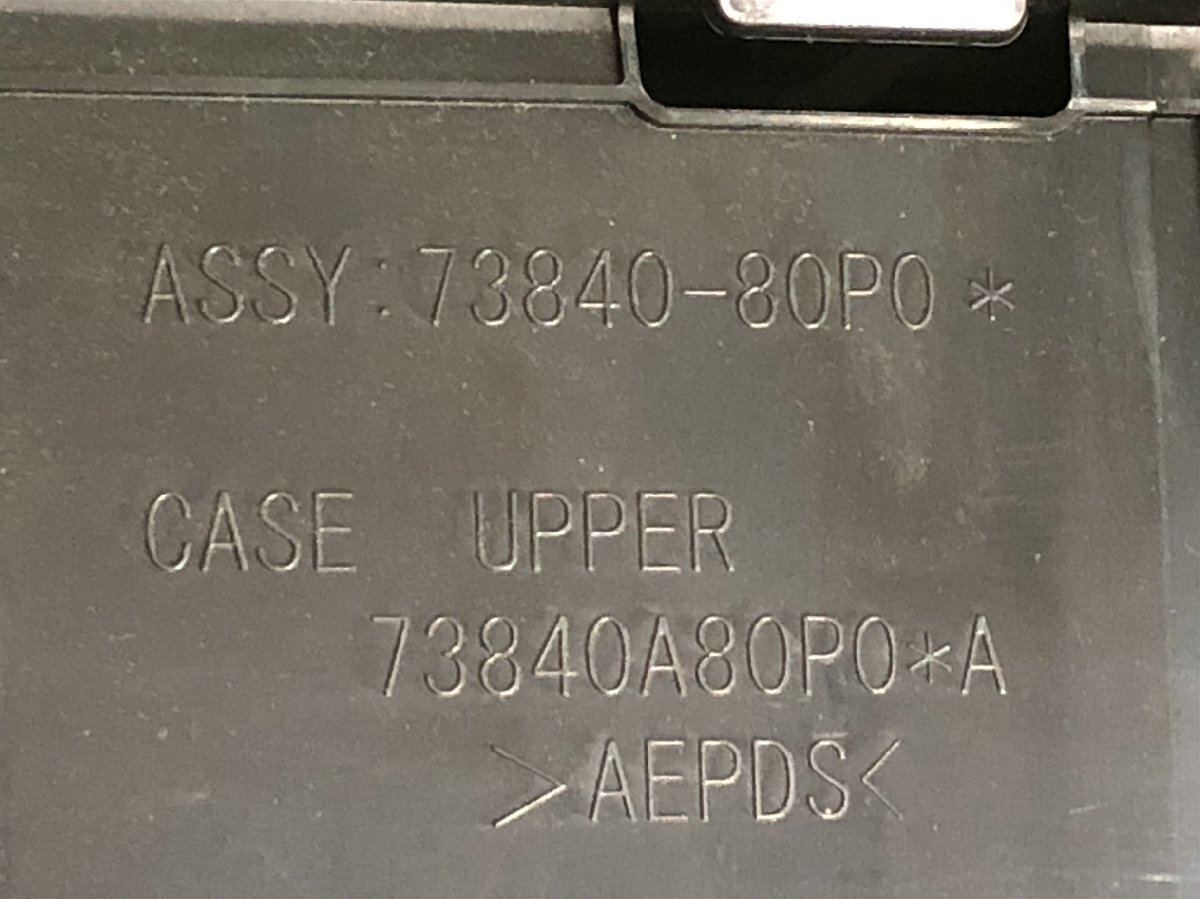 ASSY:73840-80P0*
CASE UPPER
73840A80P0*A
>AEPDS<